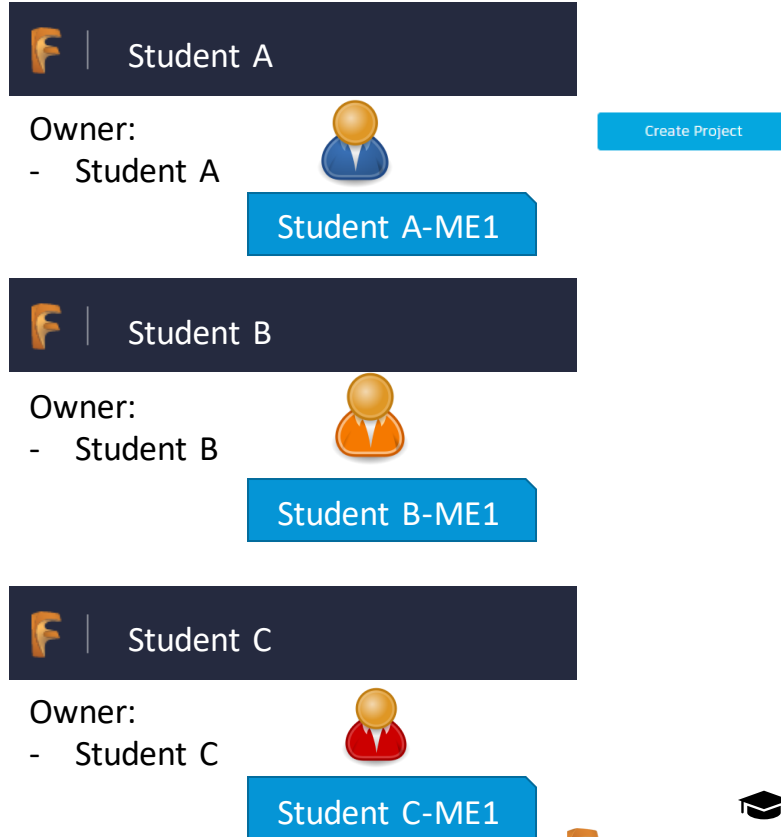 Student A
Owner:
- Student A
Create Project
Student A-ME1
Student B
Owner:
- Student B
Student B-ME1
Student C
Owner:
- Student C
Student C-ME1